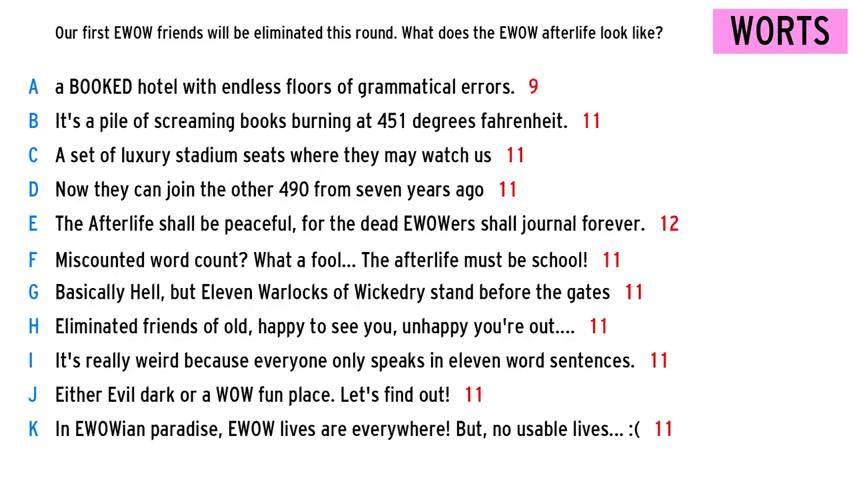 Our first EWOW friends will be eliminated this round. What does the EWOW afterlife look like?
WORTS
A a BOOKED hotel with endless floors of grammatical errors. 9
B It's a pile of screaming books burning at 451 degrees fahrenheit. 11
C A set of luxury stadium seats where they may watch us 11
D Now they can join the other 490 from seven years ago 11
E The Afterlife shall be peaceful, for the dead EWOWers shall journal forever. 12
F Miscounted word count? What a fool... The afterlife must be school! 11
G Basically Hell, but Eleven Warlocks of Wickedry stand before the gates 11
H Eliminated friends of old, happy to see you, unhappy you're out.... 11
I It's really weird because everyone only speaks in eleven word sentences. 11
J Either Evil dark or a WOW fun place. Let's find out! 11
K In EWOWian paradise, EWOW lives are everywhere! But, no usable lives... :( 11